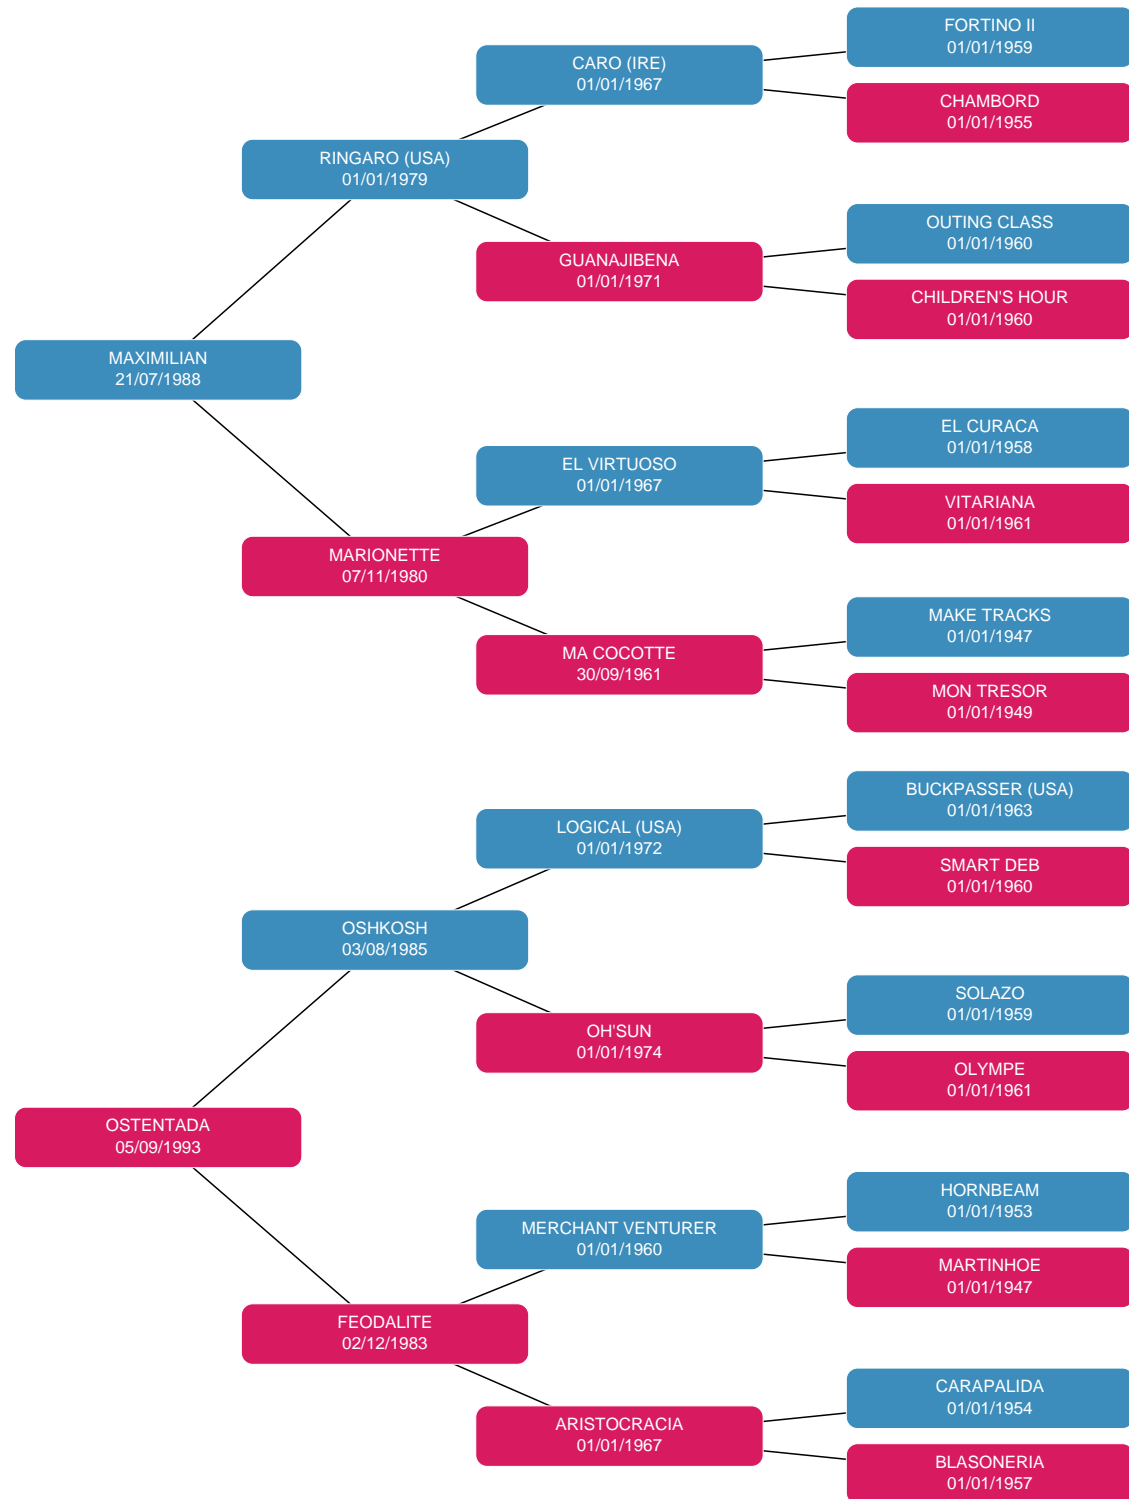 FORTINO II
01/01/1959
CARO (IRE)
01/01/1967
CHAMBORD
01/01/1955
RINGARO (USA)
01/01/1979
OUTING CLASS
01/01/1960
GUANAJIBENA
01/01/1971
CHILDREN'S HOUR
01/01/1960
MAXIMILIAN
21/07/1988
EL CURACA
01/01/1958
EL VIRTUOSO
01/01/1967
VITARIANA
01/01/1961
MARIONETTE
07/11/1980
MAKE TRACKS
01/01/1947
MA COCOTTE
30/09/1961
MON TRESOR
01/01/1949
BUCKPASSER (USA)
01/01/1963
LOGICAL (USA)
01/01/1972
SMART DEB
01/01/1960
OSHKOSH
03/08/1985
SOLAZO
01/01/1959
OH'SUN
01/01/1974
OLYMPE
01/01/1961
OSTENTADA
05/09/1993
HORNBEAM
01/01/1953
MERCHANT VENTURER
01/01/1960
MARTINHOE
01/01/1947
FEODALITE
02/12/1983
CARAPALIDA
01/01/1954
ARISTOCRACIA
01/01/1967
BLASONERIA
01/01/1957